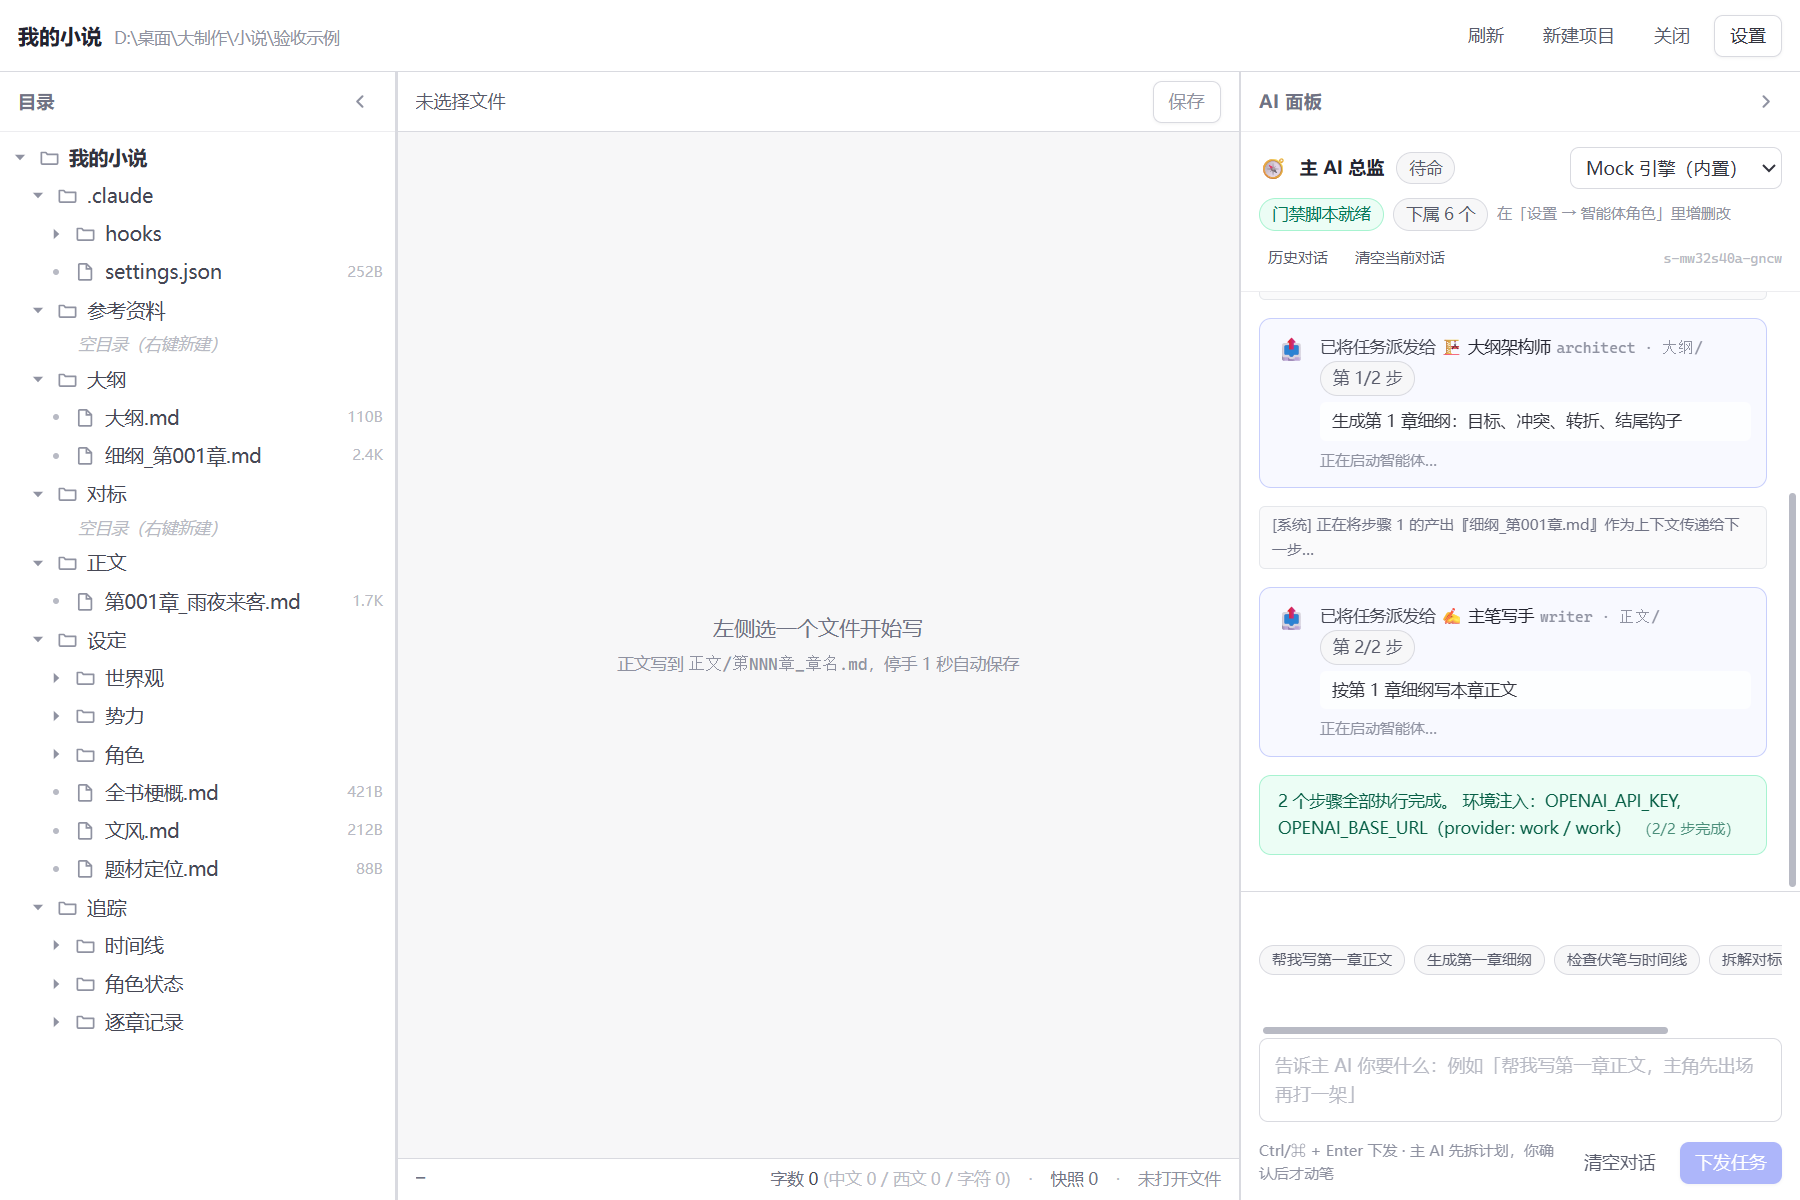 我的小说 D:\桌面\大制作\小说\验收示例
刷新 新建项目 关闭 设置
目录
我的小说
.claude
hooks
settings.json 252B
参考资料
空目录（右键新建）
大纲
大纲.md 110B
细纲_第001章.md 2.4K
对标
空目录（右键新建）
正文
第001章_雨夜来客.md 1.7K
设定
世界观
势力
角色
全书梗概.md 421B
文风.md 212B
题材定位.md 88B
追踪
时间线
角色状态
逐章记录
未选择文件 保存
左侧选一个文件开始写
正文写到 正文/第NNN章_章名.md，停手 1 秒自动保存
– 字数 0 (中文 0 / 西文 0 / 字符 0) · 快照 0 · 未打开文件
AI 面板
主 AI 总监 待命 Mock 引擎（内置）
门禁脚本就绪 下属 6 个 在「设置 → 智能体角色」里增删改
历史对话 清空当前对话 s-mw32s40a-gncw
已将任务派发给 大纲架构师 architect · 大纲/
第 1/2 步
生成第 1 章细纲：目标、冲突、转折、结尾钩子
正在启动智能体...
[系统] 正在将步骤 1 的产出『细纲_第001章.md』作为上下文传递给下
一步...
已将任务派发给 主笔写手 writer · 正文/
第 2/2 步
按第 1 章细纲写本章正文
正在启动智能体...
2 个步骤全部执行完成。 环境注入：OPENAI_API_KEY,
OPENAI_BASE_URL（provider: work / work） （2/2 步完成）
帮我写第一章正文 生成第一章细纲 检查伏笔与时间线 拆解对标
告诉主 AI 你要什么：例如「帮我写第一章正文，主角先出场
再打一架」
Ctrl/⌘ + Enter 下发 · 主 AI 先拆计划，你确
认后才动笔
清空对话 下发任务